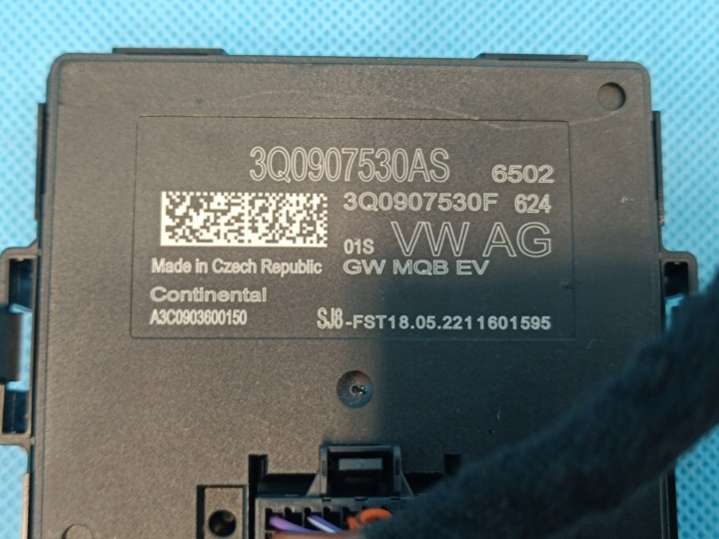 3Q0907530AS 6502
3Q0907530F 624
01S VW AG
Made in Czech Republic GW MQB EV
Continental
A3C0903600150 SJ8-FST18.05.2211601595